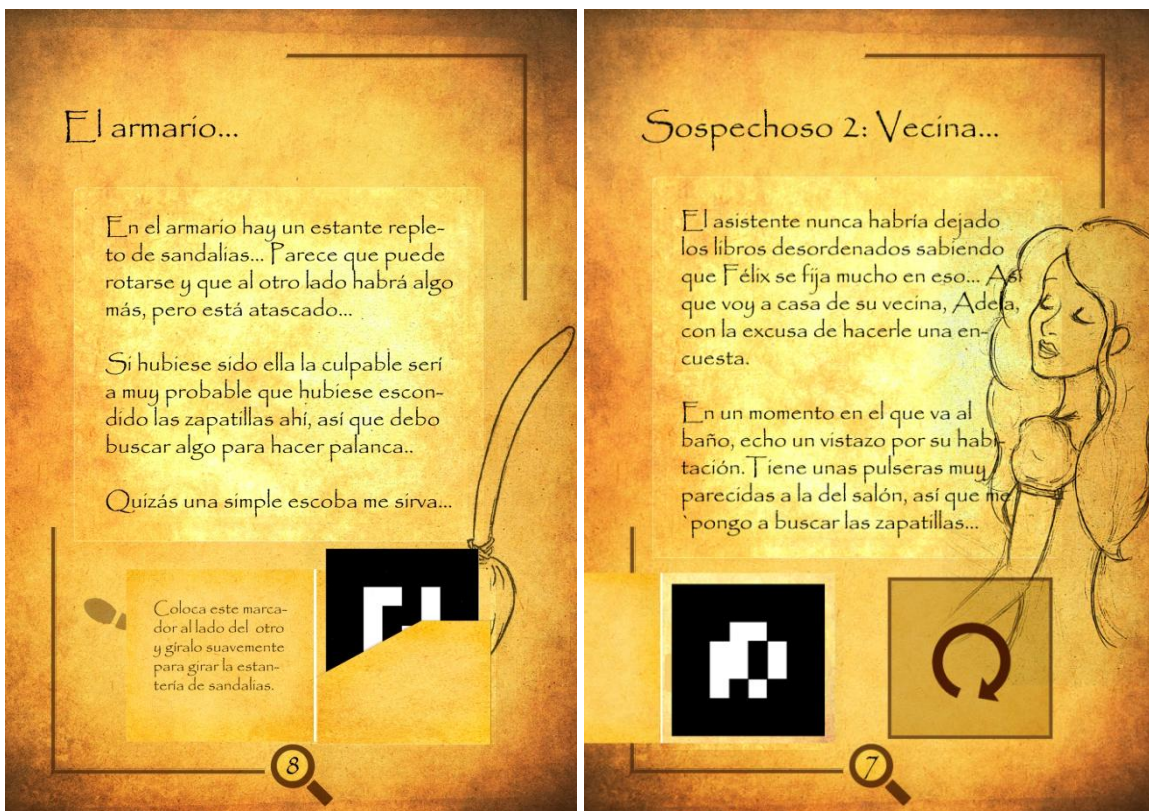 El armario...
En el armario hay un estante reple-
to de sandalias... Parece que puede
rotarse y que al otro lado habrá algo
más, pero está atascado...
Si hubiese sido ella la culpable serí
a muy probable que hubiese escon-
dido las zapatillas ahí, así que debo
buscar algo para hacer palanca..
Quizás una simple escoba me sirva...
Coloca este marca-
dor al lado del otro
y gíralo suavemente
para girar la estan-
tería de sandalias.
8
Sospechoso 2: Vecina...
El asistente nunca habría dejado
los libros desordenados sabiendo
que Félix se fija mucho en eso... Así
que voy a casa de su vecina, Adela,
con la excusa de hacerle una en-
cuesta.
En un momento en el que va al
baño, echo un vistazo por su habi-
tación. Tiene unas pulseras muy
parecidas a la del salón, así que me
`pongo a buscar las zapatillas...
7